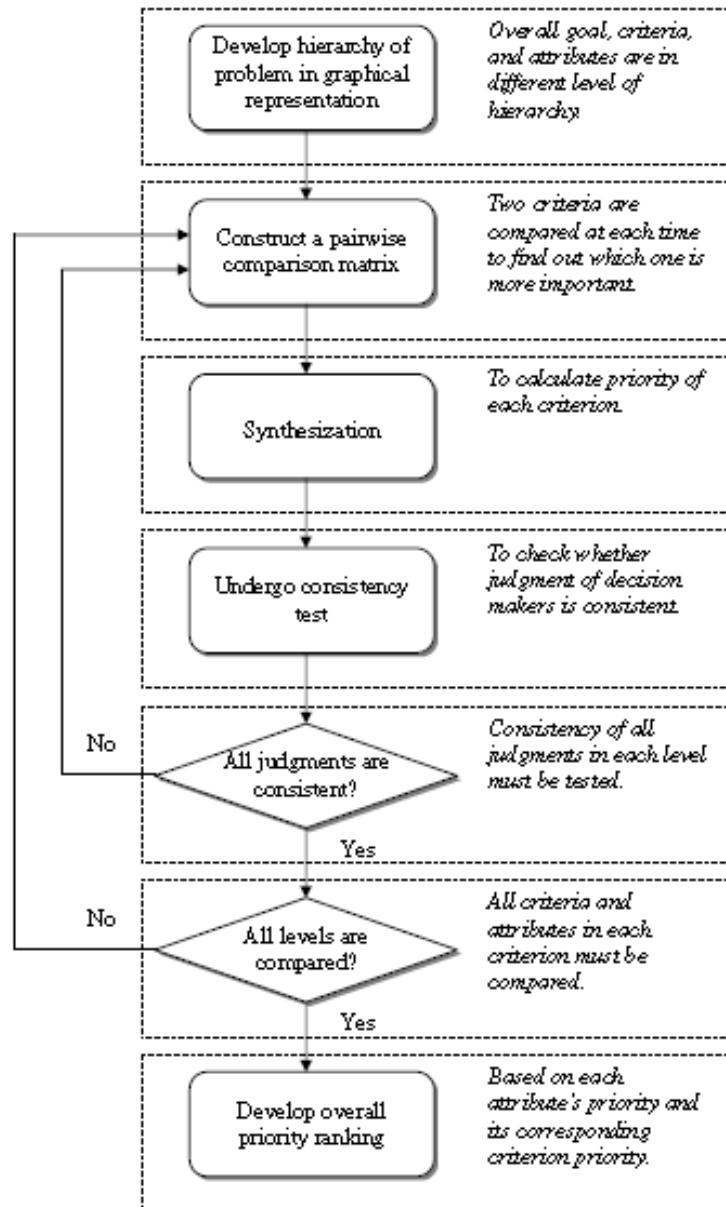 Develop hierarchy of
problem in graphical
representation
Overall goal, criteria,
and attributes are in
different level of
hierarchy.
Construct a pairwise
comparison matrix
Two criteria are
compared at each time
to find out which one is
more important.
Synthesization
To calculate priority of
each criterion.
Undergo consistency
test
To check whether
judgment of decision
makers is consistent.
No
All judgments are
consistent?
Consistency of all
judgments in each level
must be tested.
Yes
No
All levels are
compared?
All criteria and
attributes in each
criterion must be
compared.
Yes
Develop overall
priority ranking
Based on each
attribute's priority and
its corresponding
criterion priority.